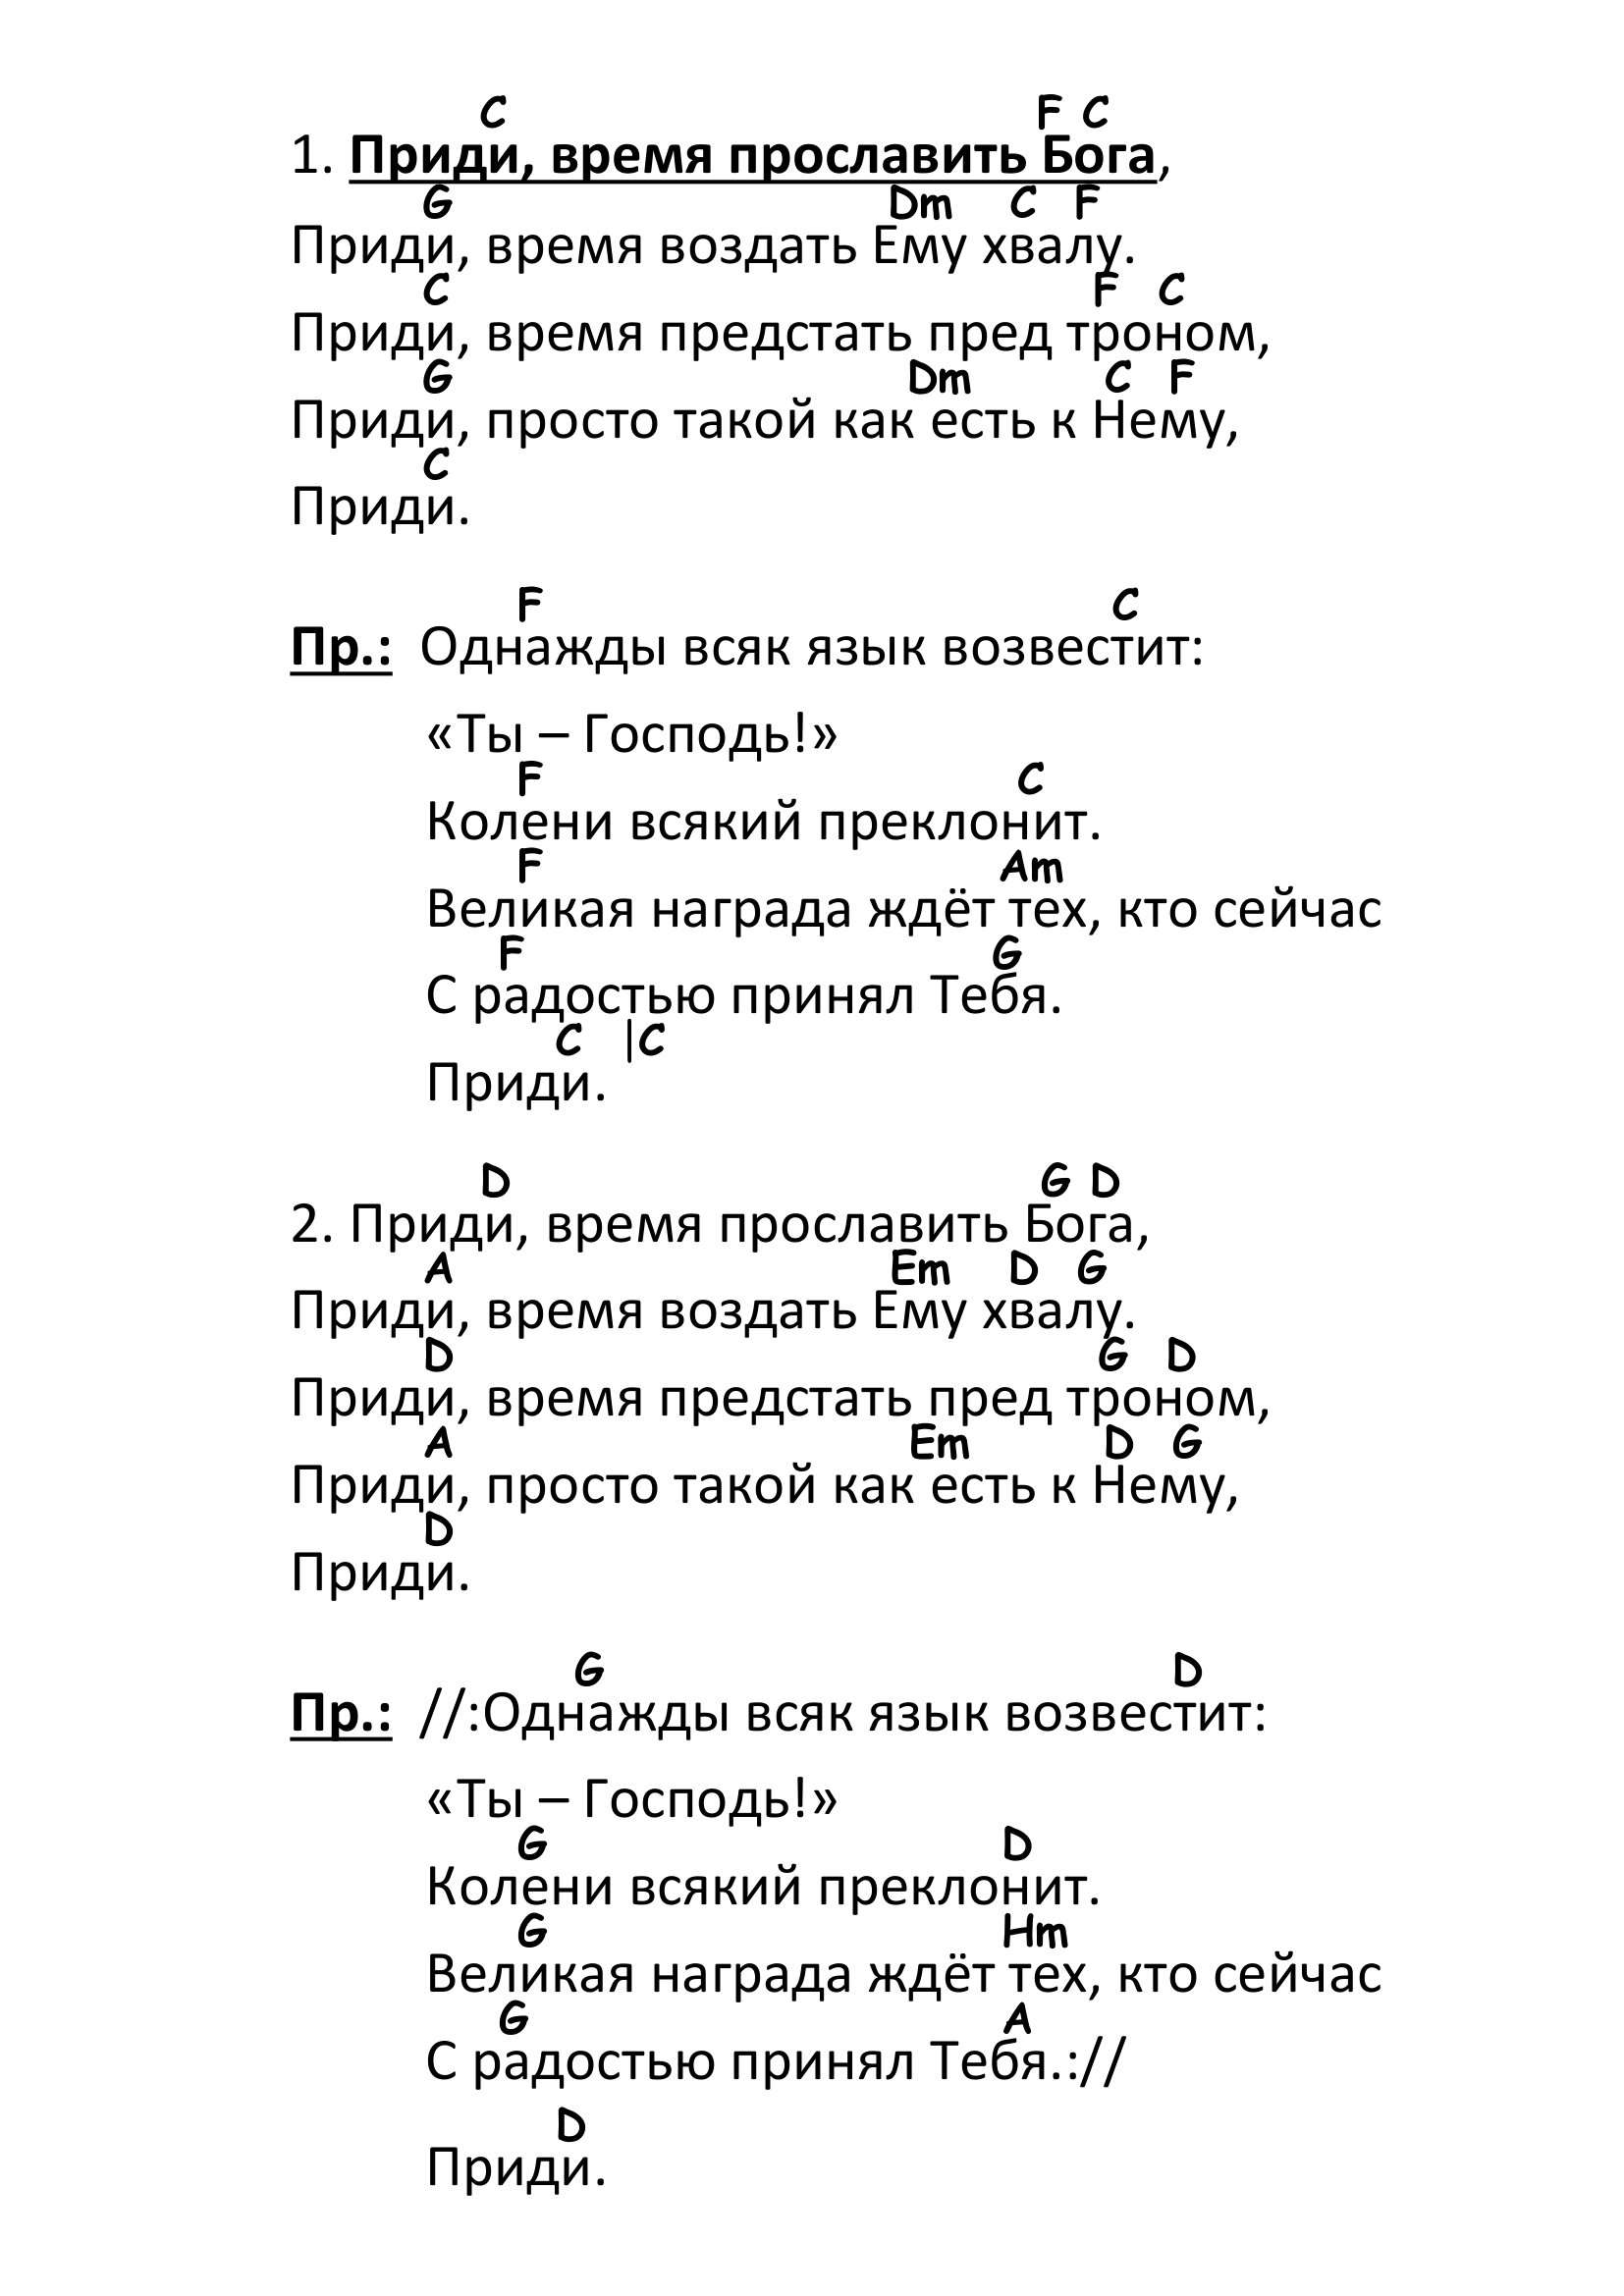 C F C
1. Приди, время прославить Бога,
G Dm C F
Приди, время воздать Ему хвалу.
C F C
Приди, время предстать пред троном,
G Dm C F
Приди, просто такой как есть к Нему,
C
Приди.
F C
Пр.: Однажды всяк язык возвестит:
«Ты – Господь!»
F C
Колени всякий преклонит.
F Am
Великая награда ждёт тех, кто сейчас
F G
С радостью принял Тебя.
C |C
Приди.
D G D
2. Приди, время прославить Бога,
A Em D G
Приди, время воздать Ему хвалу.
D G D
Приди, время предстать пред троном,
A Em D G
Приди, просто такой как есть к Нему,
D
Приди.
G D
Пр.: //:Однажды всяк язык возвестит:
«Ты – Господь!»
G D
Колени всякий преклонит.
G Hm
Великая награда ждёт тех, кто сейчас
G A
С радостью принял Тебя.://
D
Приди.